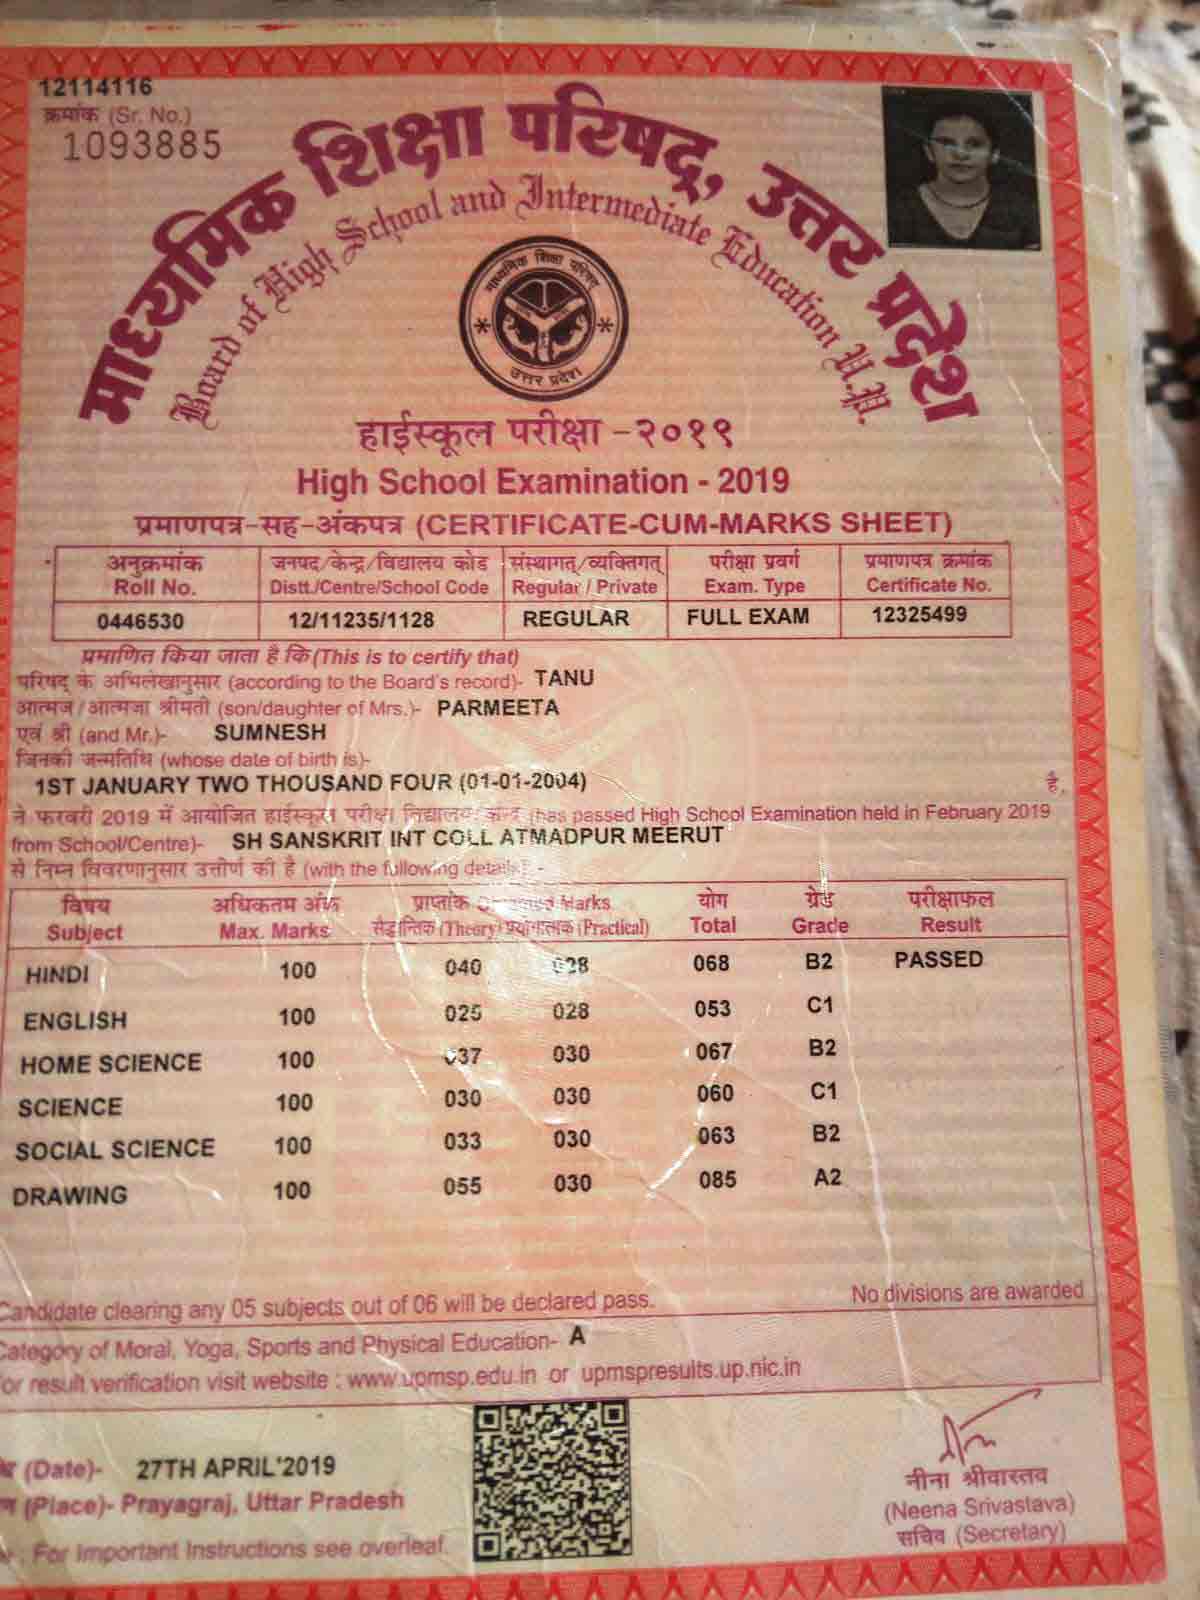 12114116
क्रमांक (Sr. No.)
1093885
माध्यमिक शिक्षा परिषद्, उत्तर प्रदेश
Board of High School and Intermediate Education U.P.
माध्यमिक शिक्षा परिषद्
उत्तर प्रदेश
हाईस्कूल परीक्षा - २०१९
High School Examination - 2019
प्रमाणपत्र-सह-अंकपत्र (CERTIFICATE-CUM-MARKS SHEET)
अनुक्रमांक जनपद/केन्द्र/विद्यालय कोड संस्थागत्/व्यक्तिगत् परीक्षा प्रवर्ग प्रमाणपत्र क्रमांक
Roll No. Distt./Centre/School Code Regular / Private Exam. Type Certificate No.
0446530 12/11235/1128 REGULAR FULL EXAM 12325499
प्रमाणित किया जाता है कि (This is to certify that)
परिषद् के अभिलेखानुसार (according to the Board's record)- TANU
आत्मज/आत्मजा श्रीमती (son/daughter of Mrs.)- PARMEETA
एवं श्री (and Mr.)- SUMNESH
जिनकी जन्मतिथि (whose date of birth is)-
1ST JANUARY TWO THOUSAND FOUR (01-01-2004) है,
ने फरवरी 2019 में आयोजित हाईस्कूल परीक्षा विद्यालय/केन्द्र (has passed High School Examination held in February 2019
from School/Centre)- SH SANSKRIT INT COLL ATMADPUR MEERUT
से निम्न विवरणानुसार उत्तीर्ण की है (with the following details) -
विषय अधिकतम अंक प्राप्तांक Marks योग ग्रेड परीक्षाफल
Subject Max. Marks सैद्धान्तिक (Theory) प्रयोगात्मक (Practical) Total Grade Result
HINDI 100 040 028 068 B2 PASSED
ENGLISH 100 025 028 053 C1
HOME SCIENCE 100 037 030 067 B2
SCIENCE 100 030 030 060 C1
SOCIAL SCIENCE 100 033 030 063 B2
DRAWING 100 055 030 085 A2
Candidate clearing any 05 subjects out of 06 will be declared pass. No divisions are awarded
Category of Moral, Yoga, Sports and Physical Education- A
For result verification visit website : www.upmsp.edu.in or upmspresults.up.nic.in
(Date)- 27TH APRIL'2019
(Place)- Prayagraj, Uttar Pradesh
नीना श्रीवास्तव
(Neena Srivastava)
सचिव (Secretary)
For Important Instructions see overleaf.